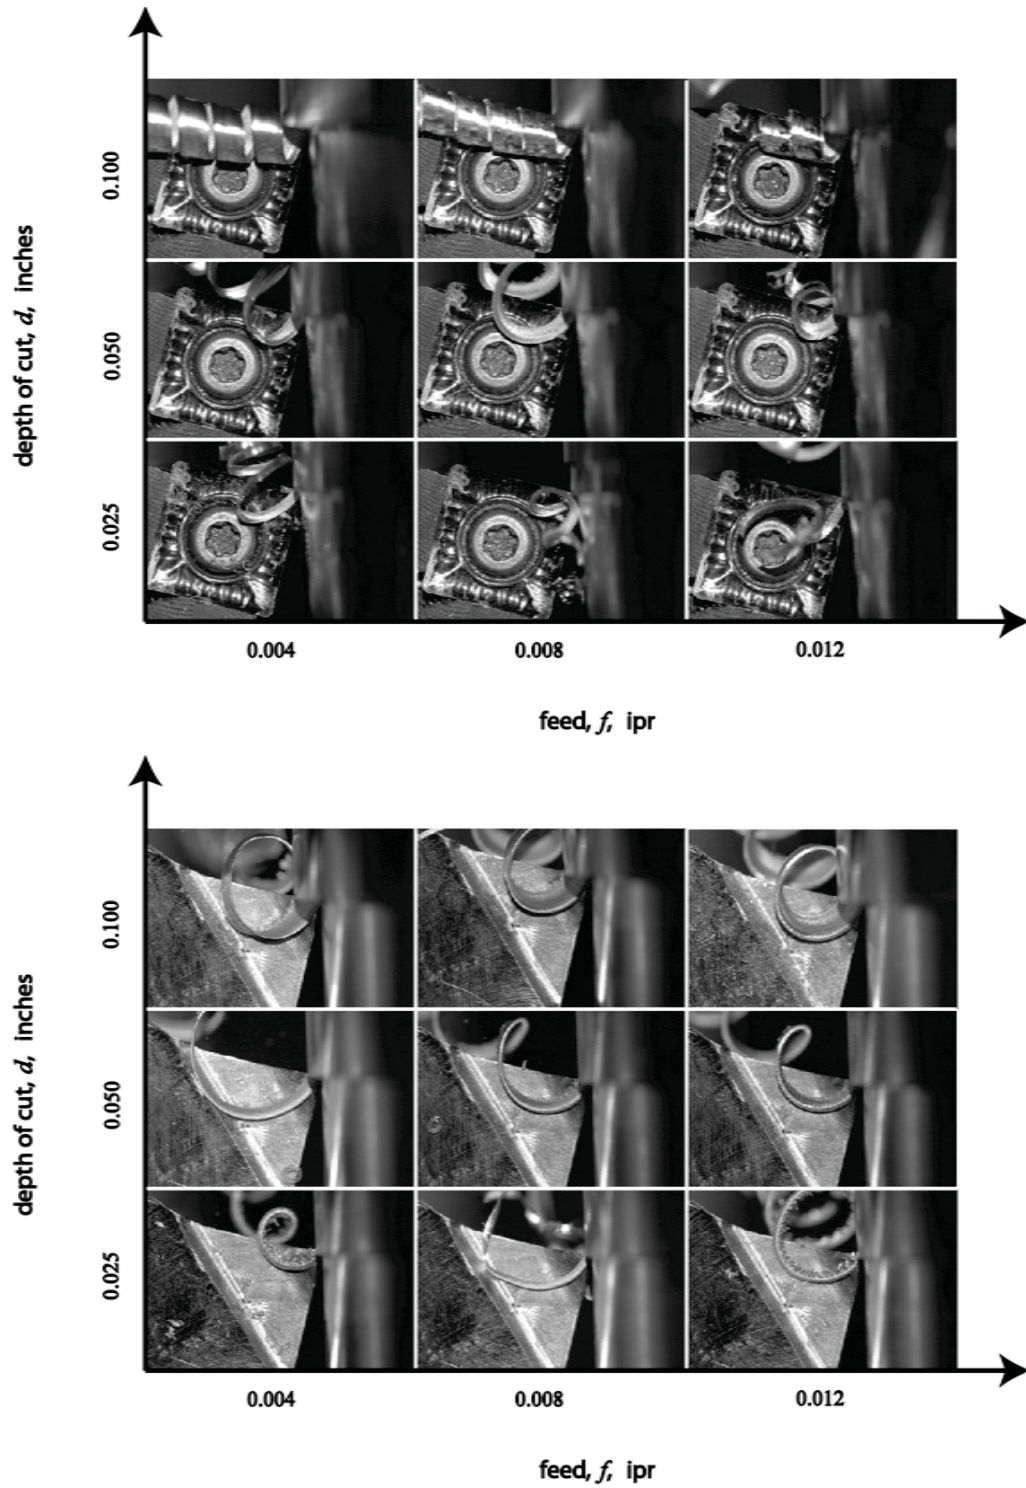 depth of cut, d, inches
0.100
0.050
0.025
0.004 0.008 0.012
feed, f, ipr
depth of cut, d, inches
0.100
0.050
0.025
0.004 0.008 0.012
feed, f, ipr